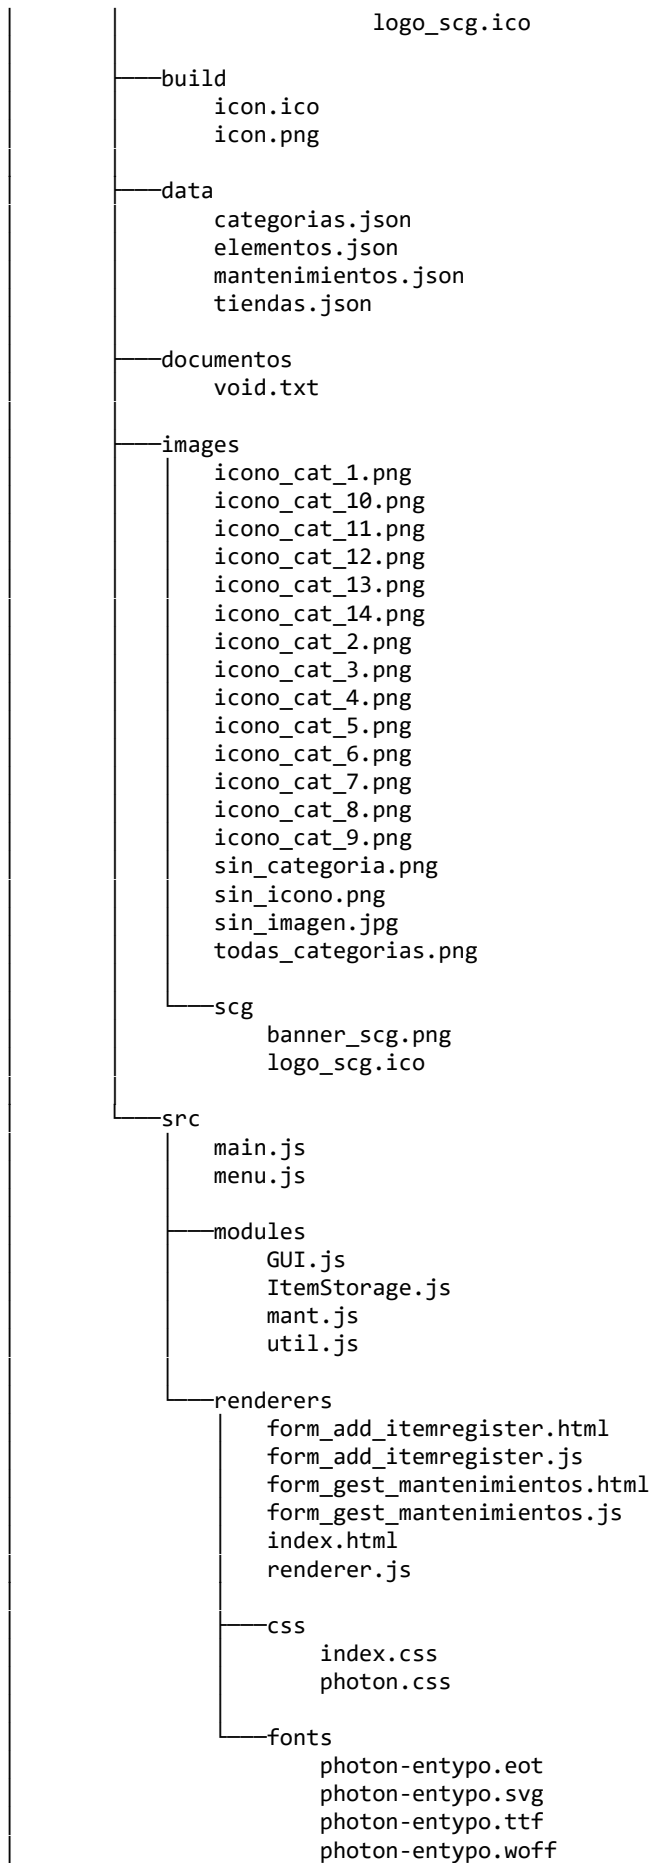 logo_scg.ico
build
icon.ico
icon.png
data
categorias.json
elementos.json
mantenimientos.json
tiendas.json
documentos
void.txt
images
icono_cat_1.png
icono_cat_10.png
icono_cat_11.png
icono_cat_12.png
icono_cat_13.png
icono_cat_14.png
icono_cat_2.png
icono_cat_3.png
icono_cat_4.png
icono_cat_5.png
icono_cat_6.png
icono_cat_7.png
icono_cat_8.png
icono_cat_9.png
sin_categoria.png
sin_icono.png
sin_imagen.jpg
todas_categorias.png
scg
banner_scg.png
logo_scg.ico
src
main.js
menu.js
modules
GUI.js
ItemStorage.js
mant.js
util.js
renderers
form_add_itemregister.html
form_add_itemregister.js
form_gest_mantenimientos.html
form_gest_mantenimientos.js
index.html
renderer.js
css
index.css
photon.css
fonts
photon-entypo.eot
photon-entypo.svg
photon-entypo.ttf
photon-entypo.woff